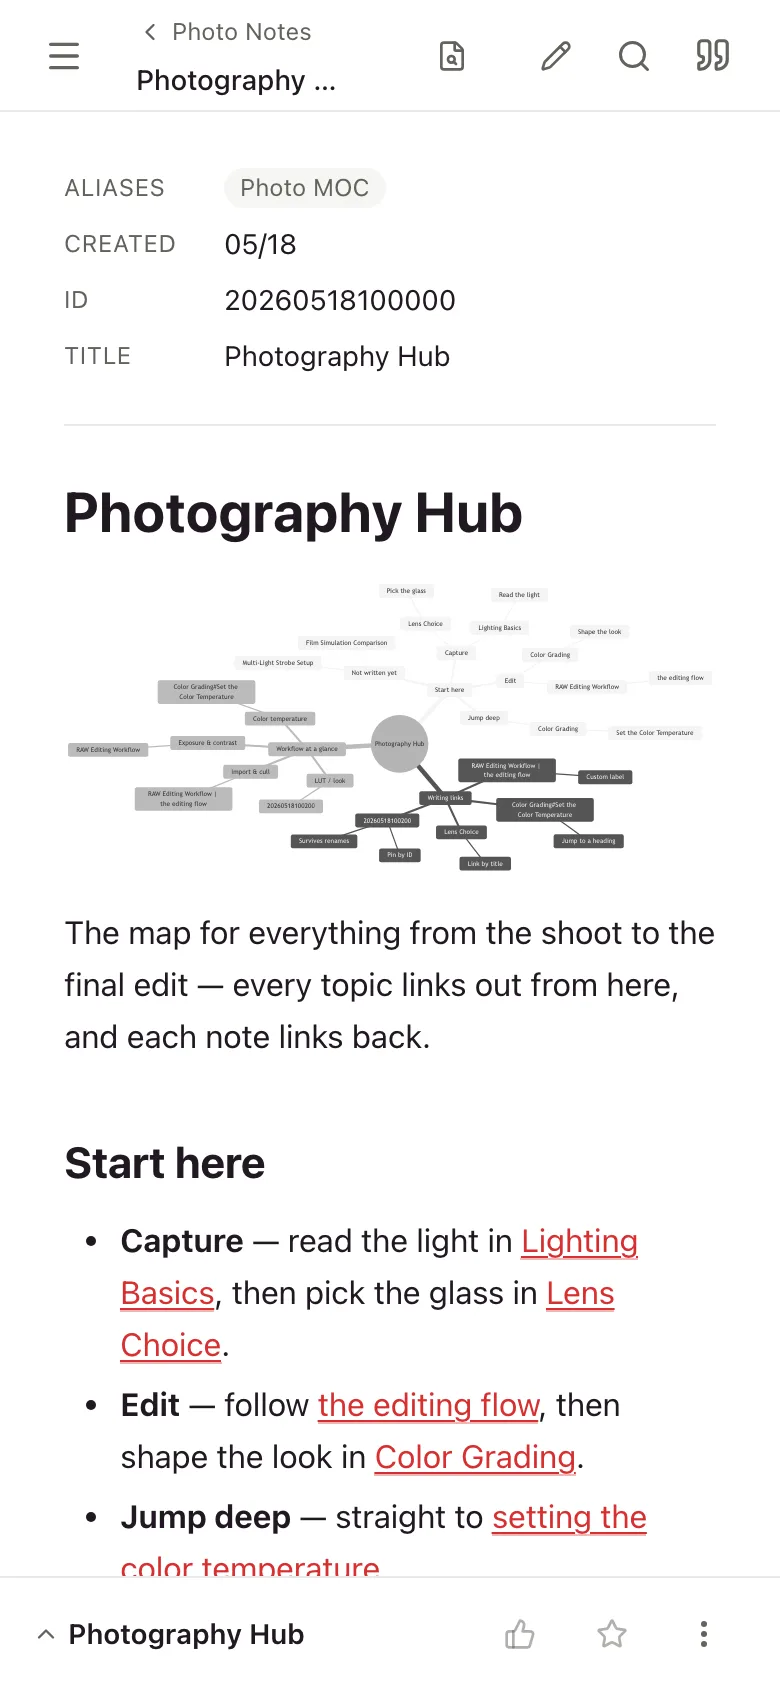 Photo Notes
Photography ...
ALIASES Photo MOC
CREATED 05/18
ID 20260518100000
TITLE Photography Hub
Photography Hub
Pick the glass
Read the light
Lens Choice
Lighting Basics
Shape the look
Film Simulation Comparison
Capture
Color Grading
Multi-Light Strobe Setup
Not written yet
Edit
the editing flow
Start here
RAW Editing Workflow
Color Grading#Set the
Color Temperature
Color temperature
Jump deep
Color Grading
Set the Color Temperature
Exposure & contrast
Photography Hub
RAW Editing Workflow
Workflow at a glance
Import & cull
LUT / look
RAW Editing Workflow |
the editing flow
Custom label
RAW Editing Workflow |
the editing flow
20260518100200
Writing links
Color Grading#Set the
Color Temperature
20260518100200
Lens Choice
Survives renames
Jump to a heading
Pin by ID
Link by title
The map for everything from the shoot to the
final edit — every topic links out from here,
and each note links back.
Start here
• Capture — read the light in Lighting
Basics, then pick the glass in Lens
Choice.
• Edit — follow the editing flow, then
shape the look in Color Grading.
• Jump deep — straight to setting the
color temperature
Photography Hub